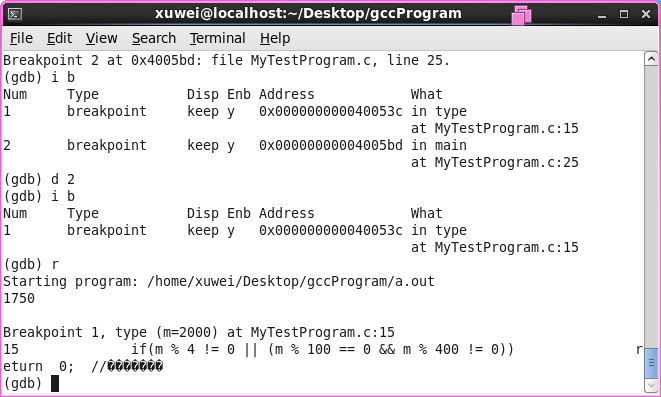 xuwei@localhost:~/Desktop/gccProgram
File Edit View Search Terminal Help
Breakpoint 2 at 0x4005bd: file MyTestProgram.c, line 25.
(gdb) i b
Num     Type           Disp Enb Address            What
1       breakpoint     keep y   0x000000000040053c in type
                                                   at MyTestProgram.c:15
2       breakpoint     keep y   0x00000000004005bd in main
                                                   at MyTestProgram.c:25
(gdb) d 2
(gdb) i b
Num     Type           Disp Enb Address            What
1       breakpoint     keep y   0x000000000040053c in type
                                                   at MyTestProgram.c:15
(gdb) r
Starting program: /home/xuwei/Desktop/gccProgram/a.out
1750

Breakpoint 1, type (m=2000) at MyTestProgram.c:15
15              if(m % 4 != 0 || (m % 100 == 0 && m % 400 != 0))               r
eturn  0;  //�������
(gdb)